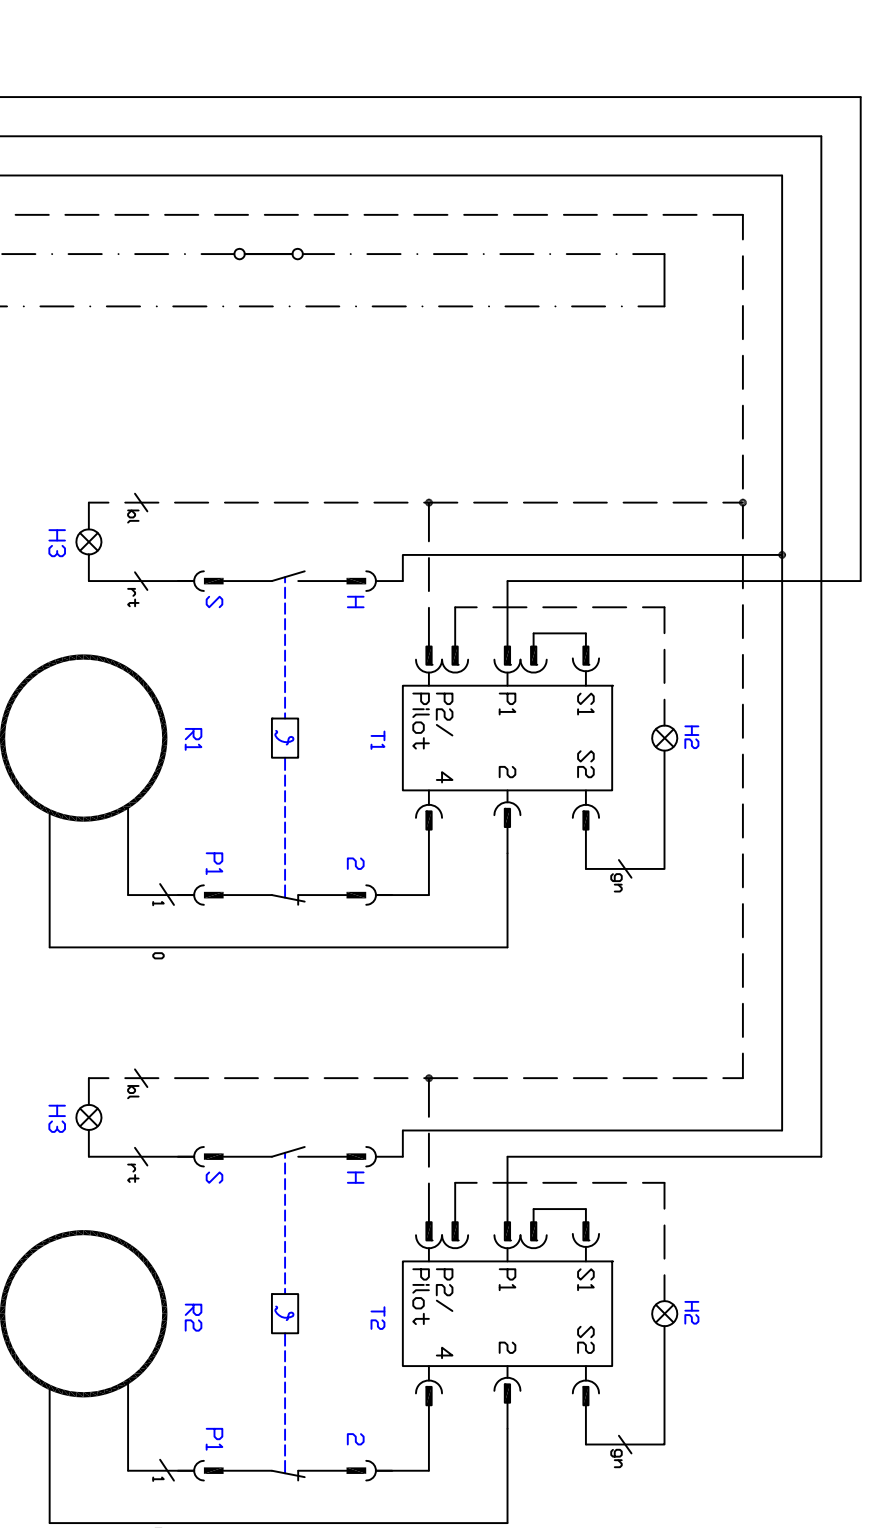 bl
H3
rt
S
H
S1
P1
P2/
Pilot
H2
R1
ϑ
T1
S2
2
4
P1
2
gn
1
0
bl
H3
rt
S
H
S1
P1
P2/
Pilot
H2
R2
ϑ
T2
S2
2
4
P1
2
gn
1